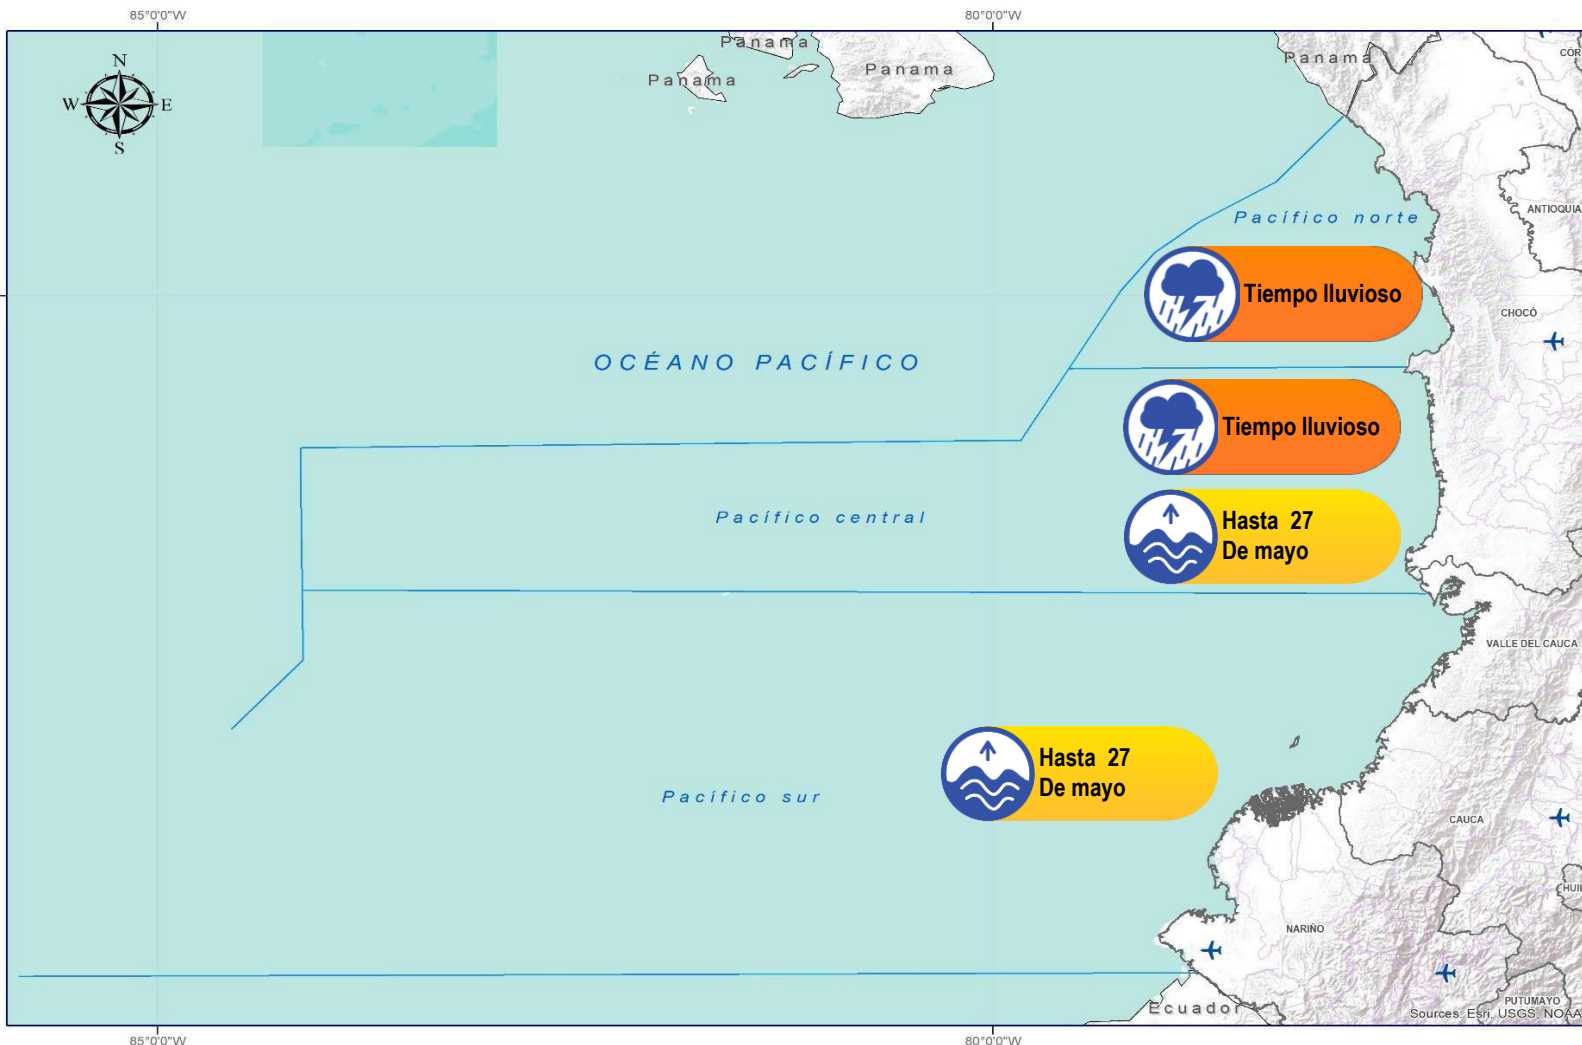 85°0'0"W
80°0'0"W
N
W
E
S
Panama
Panama
Panama
Panama
COR
Pacífico norte
ANTIOQUIA
Tiempo lluvioso
CHOCÓ
OCÉANO PACÍFICO
Tiempo lluvioso
Pacífico central
Hasta 27
De mayo
VALLE DEL CAUCA
Hasta 27
De mayo
Pacífico sur
CAUCA
HUIL
NARIÑO
PUTUMAYO
Ecuador
Sources: Esri, USGS, NOAA
85°0'0"W
80°0'0"W